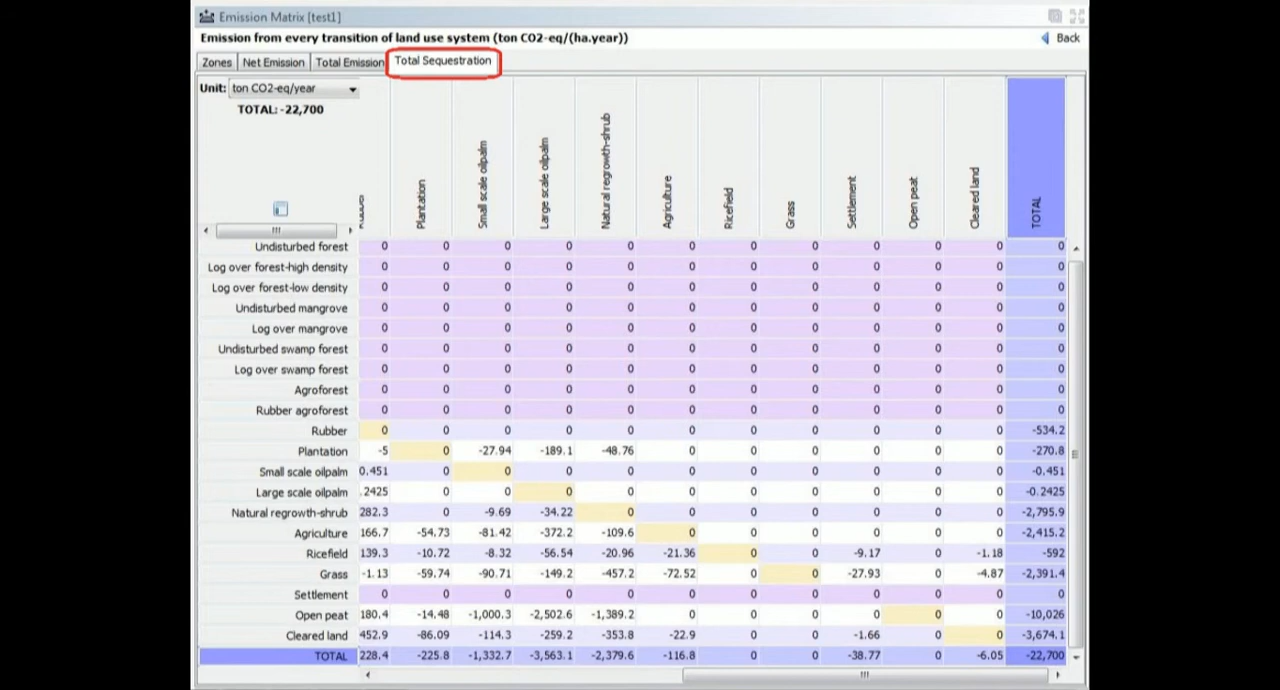 Emission Matrix [test1]
Emission from every transition of land use system (ton CO2-eq/(ha.year))
Back
Zones Net Emission Total Emission Total Sequestration
Unit: ton CO2-eq/year
TOTAL: -22,700
Plantation Small scale oilpalm Large scale oilpalm Natural regrowth-shrub Agriculture Ricefield Grass Settlement Open peat Cleared land TOTAL
Undisturbed forest 0 0 0 0 0 0 0 0 0 0 0 0
Log over forest-high density 0 0 0 0 0 0 0 0 0 0 0 0
Log over forest-low density 0 0 0 0 0 0 0 0 0 0 0 0
Undisturbed mangrove 0 0 0 0 0 0 0 0 0 0 0 0
Log over mangrove 0 0 0 0 0 0 0 0 0 0 0 0
Undisturbed swamp forest 0 0 0 0 0 0 0 0 0 0 0 0
Log over swamp forest 0 0 0 0 0 0 0 0 0 0 0 0
Agroforest 0 0 0 0 0 0 0 0 0 0 0 0
Rubber agroforest 0 0 0 0 0 0 0 0 0 0 0 0
Rubber 0 0 0 0 0 0 0 0 0 0 0 -534.2
Plantation -5 0 -27.94 -189.1 -48.76 0 0 0 0 0 0 -270.8
Small scale oilpalm 0.451 0 0 0 0 0 0 0 0 0 0 -0.451
Large scale oilpalm .2425 0 0 0 0 0 0 0 0 0 0 -0.2425
Natural regrowth-shrub 282.3 0 -9.69 -34.22 0 0 0 0 0 0 0 -2,795.9
Agriculture 166.7 -54.73 -81.42 -372.2 -109.6 0 0 0 0 0 0 -2,415.2
Ricefield 139.3 -10.72 -8.32 -56.54 -20.96 -21.36 0 0 -9.17 0 -1.18 -592
Grass -1.13 -59.74 -90.71 -149.2 -457.2 -72.52 0 0 -27.93 0 -4.87 -2,391.4
Settlement 0 0 0 0 0 0 0 0 0 0 0 0
Open peat 180.4 -14.48 -1,000.3 -2,502.6 -1,389.2 0 0 0 0 0 0 -10,026
Cleared land 452.9 -86.09 -114.3 -259.2 -353.8 -22.9 0 0 -1.66 0 0 -3,674.1
TOTAL 228.4 -225.8 -1,332.7 -3,563.1 -2,379.6 -116.8 0 0 -38.77 0 -6.05 -22,700